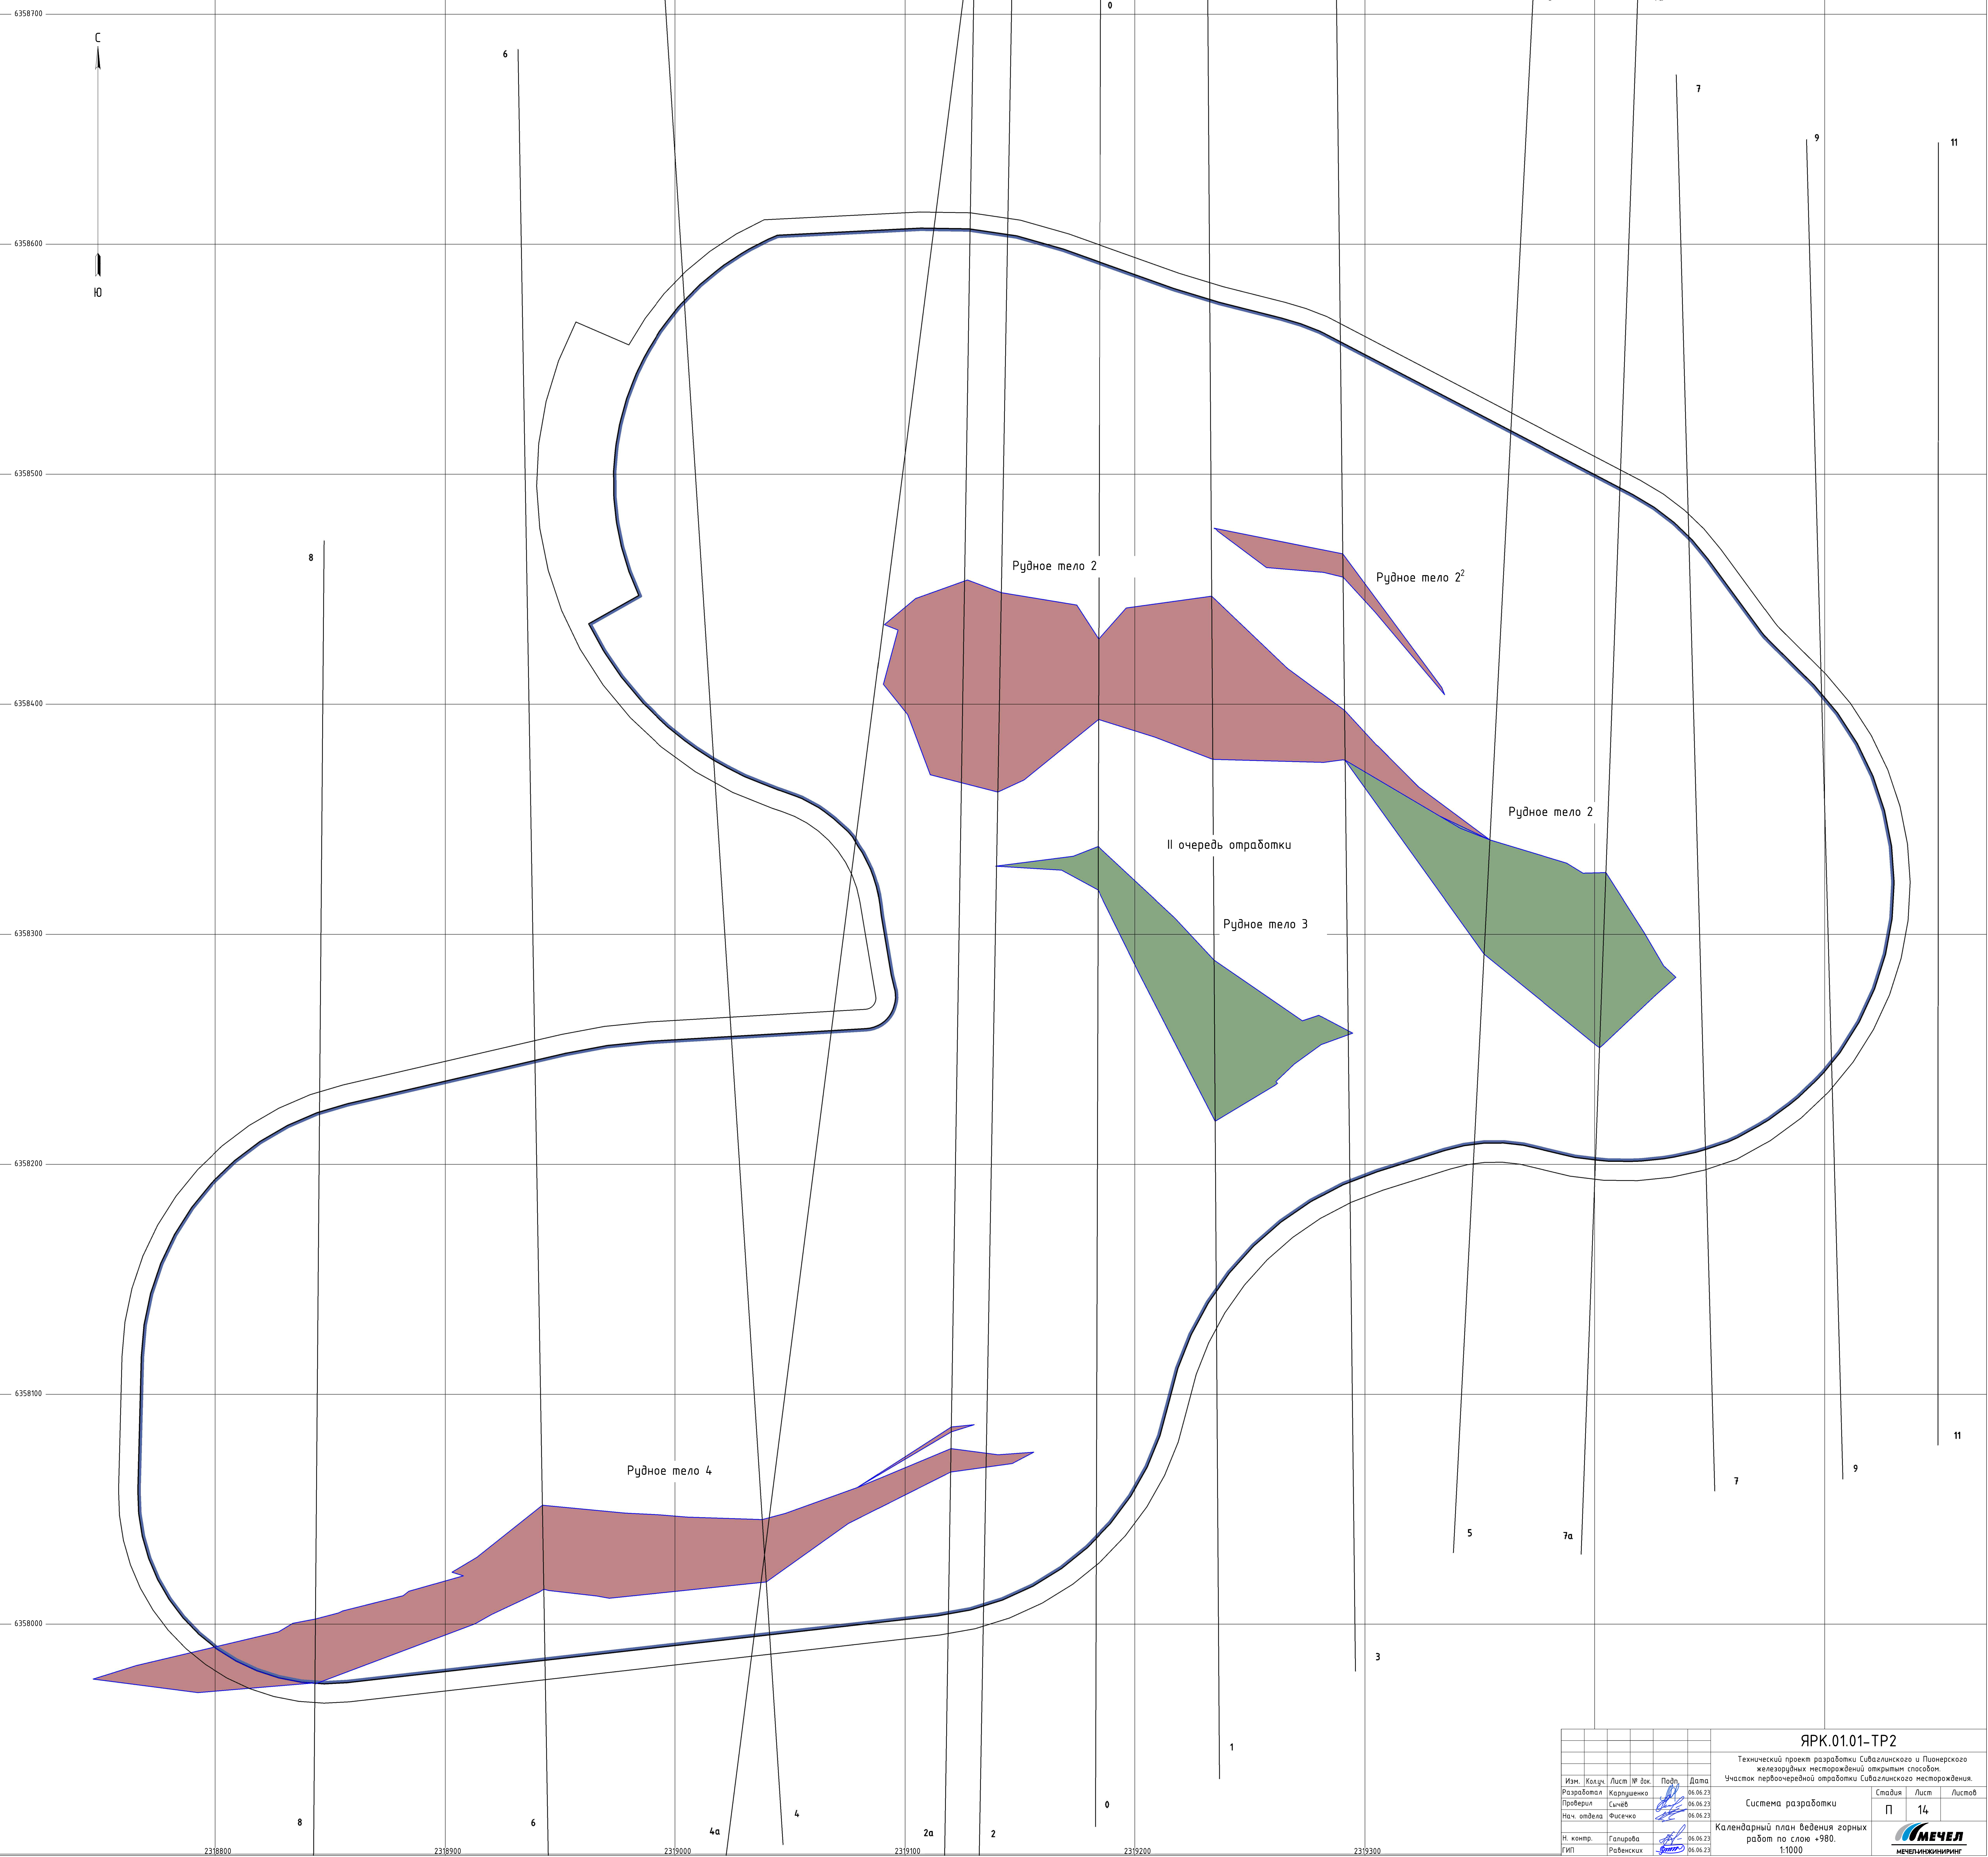 0
6358700
С
6
7
9
11
Ю
6358600
6358500
8
Рудное тело 2
Рудное тело 2²
6358400
Рудное тело 2
II очередь отработки
Рудное тело 3
6358300
6358200
6358100
11
Рудное тело 4
9
7
5
7а
6358000
3
1
0
4
8
6
4а
2а
2
2318800
2318900
2319000
2319100
2319200
2319300
ЯРК.01.01-ТР2
Технический проект разработки Сиваглинского и Пионерского
железорудных месторождений открытым способом.
Участок первоочередной отработки Сиваглинского месторождения.
Изм. Кол.уч. Лист № док. Подп. Дата
Разработал Карпушенко 06.06.23
Проверил Сычёв 06.06.23
Нач. отдела Фисечко 06.06.23
Н. контр. Гапирова 06.06.23
ГИП Рабенских 06.06.23
Система разработки
Стадия Лист Листов
П 14
Календарный план ведения горных
работ по слою +980.
1:1000
МЕЧЕЛ
МЕЧЕЛ-ИНЖИНИРИНГ